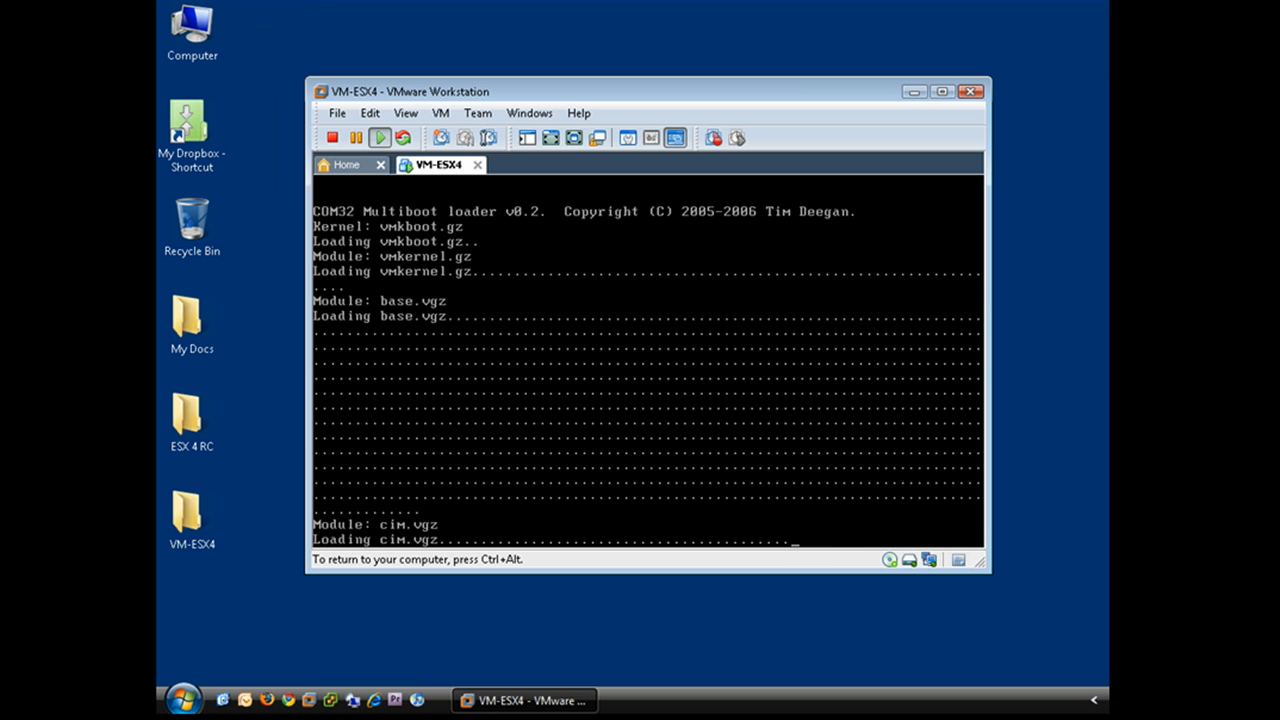 Computer
My Dropbox -
Shortcut
Recycle Bin
My Docs
ESX 4 RC
VM-ESX4
VM-ESX4 - VMware Workstation
File Edit View VM Team Windows Help
Home VM-ESX4
COM32 Multiboot loader v0.2. Copyright (C) 2005-2006 Tim Deegan.
Kernel: vmkboot.gz
Loading vmkboot.gz..
Module: vmkernel.gz
Loading vmkernel.gz.............................................................
....
Module: base.vgz
Loading base.vgz................................................................
................................................................................
................................................................................
................................................................................
................................................................................
................................................................................
................................................................................
................................................................................
................................................................................
................................................................................
................................................................................
................................................................................
................................................................................
.............
Module: cim.vgz
Loading cim.vgz.........................................._
To return to your computer, press Ctrl+Alt.
VM-ESX4 - VMware ...